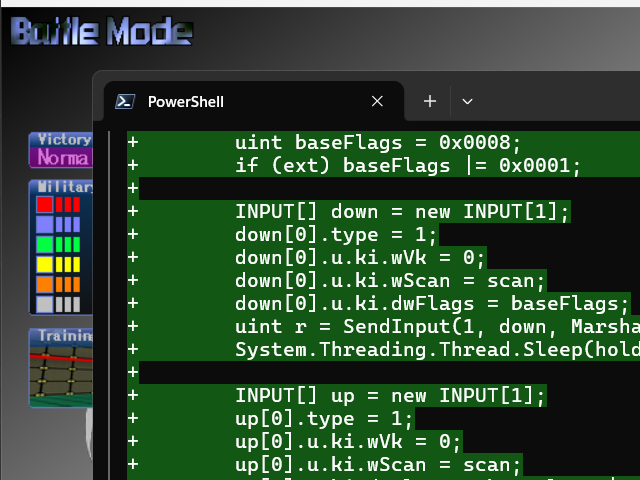 Battle Mode
PowerShell
Victory
Norma
Military
Training
+ uint baseFlags = 0x0008;
+ if (ext) baseFlags |= 0x0001;
+
+ INPUT[] down = new INPUT[1];
+ down[0].type = 1;
+ down[0].u.ki.wVk = 0;
+ down[0].u.ki.wScan = scan;
+ down[0].u.ki.dwFlags = baseFlags;
+ uint r = SendInput(1, down, Marsha
+ System.Threading.Thread.Sleep(hold
+
+ INPUT[] up = new INPUT[1];
+ up[0].type = 1;
+ up[0].u.ki.wVk = 0;
+ up[0].u.ki.wScan = scan;